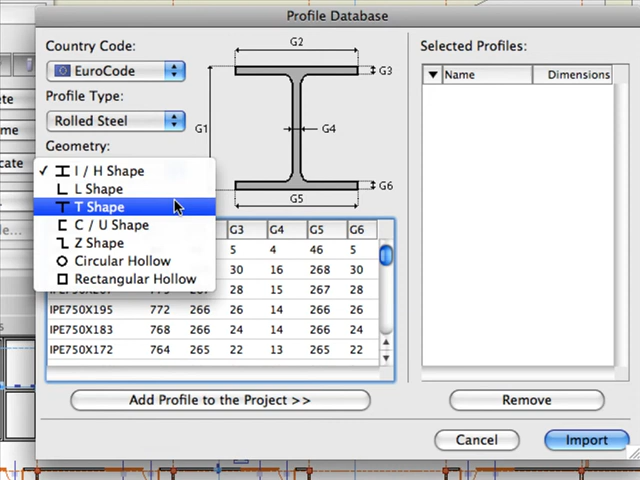 Profile Database
Country Code:
EuroCode
Profile Type:
Rolled Steel
Geometry:
✓ I / H Shape
L Shape
T Shape
C / U Shape
Z Shape
Circular Hollow
Rectangular Hollow
G2
G3
G1
G4
G6
G5
G3 G4 G5 G6
5 4 46 5
30 16 268 30
28 15 267 28
IPE750X195 772 266 26 14 266 26
IPE750X183 768 266 24 14 266 24
IPE750X172 764 265 22 13 265 22
Add Profile to the Project >>
Selected Profiles:
Name Dimensions
Remove
Cancel
Import